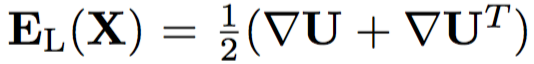 E_L(X) = ½(∇U + ∇U^T)